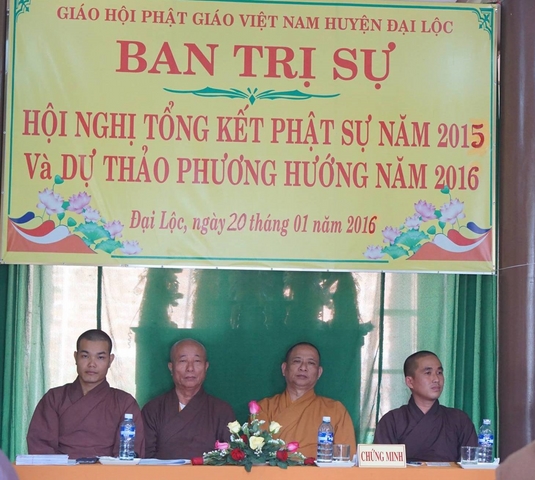 GIÁO HỘI PHẬT GIÁO VIỆT NAM HUYỆN ĐẠI LỘC
BAN TRỊ SỰ
HỘI NGHỊ TỔNG KẾT PHẬT SỰ NĂM 2015
Và DỰ THẢO PHƯƠNG HƯỚNG NĂM 2016
Đại Lộc, ngày 20 tháng 01 năm 2016
CHỨNG MINH